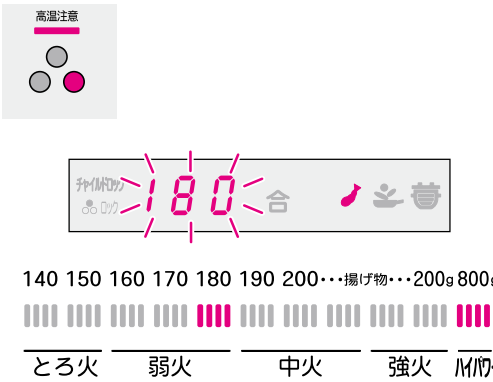 高温注意
チャイルドロック
ロック
180
合
140 150 160 170 180 190 200・・・揚げ物・・・200g 800g
とろ火 弱火 中火 強火 ハイパワー